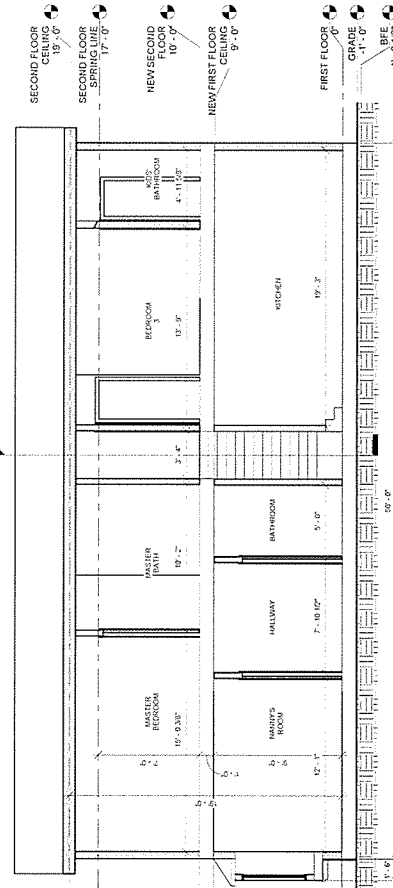 SECOND FLOOR
CEILING
19' - 0"
SECOND FLOOR
SPRING LINE
17' - 0"
NEW SECOND
FLOOR
10' - 0"
NEW FIRST FLOOR
CEILING
9' - 0"
FIRST FLOOR
GRADE
-1' - 0"
BFE
MASTER
BEDROOM
15' - 9 3/8"
MASTER
BATH
10' - 2"
3' - 4"
BEDROOM
3
13' - 9"
KIDS'
BATHROOM
4' - 11 5/8"
NANNY'S
ROOM
12' - 1"
HALLWAY
7' - 10 1/2"
BATHROOM
5' - 0"
KITCHEN
19' - 3"
9' - 0"
50' - 0"